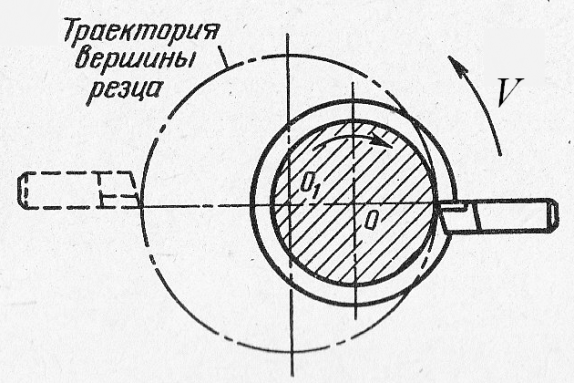 Траектория
вершины
резца
V
O₁
O